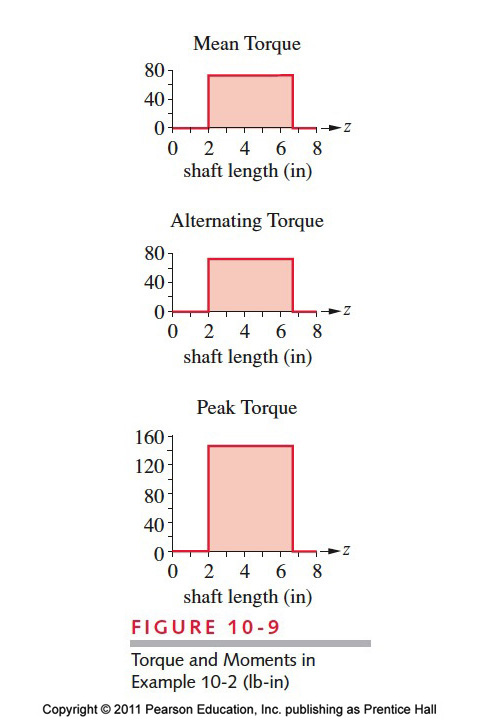 Mean Torque
80
40
0
z
0 2 4 6 8
shaft length (in)
Alternating Torque
80
40
0
z
0 2 4 6 8
shaft length (in)
Peak Torque
160
120
80
40
0
z
0 2 4 6 8
shaft length (in)
FIGURE 10-9
Torque and Moments in
Example 10-2 (lb-in)
Copyright © 2011 Pearson Education, Inc. publishing as Prentice Hall